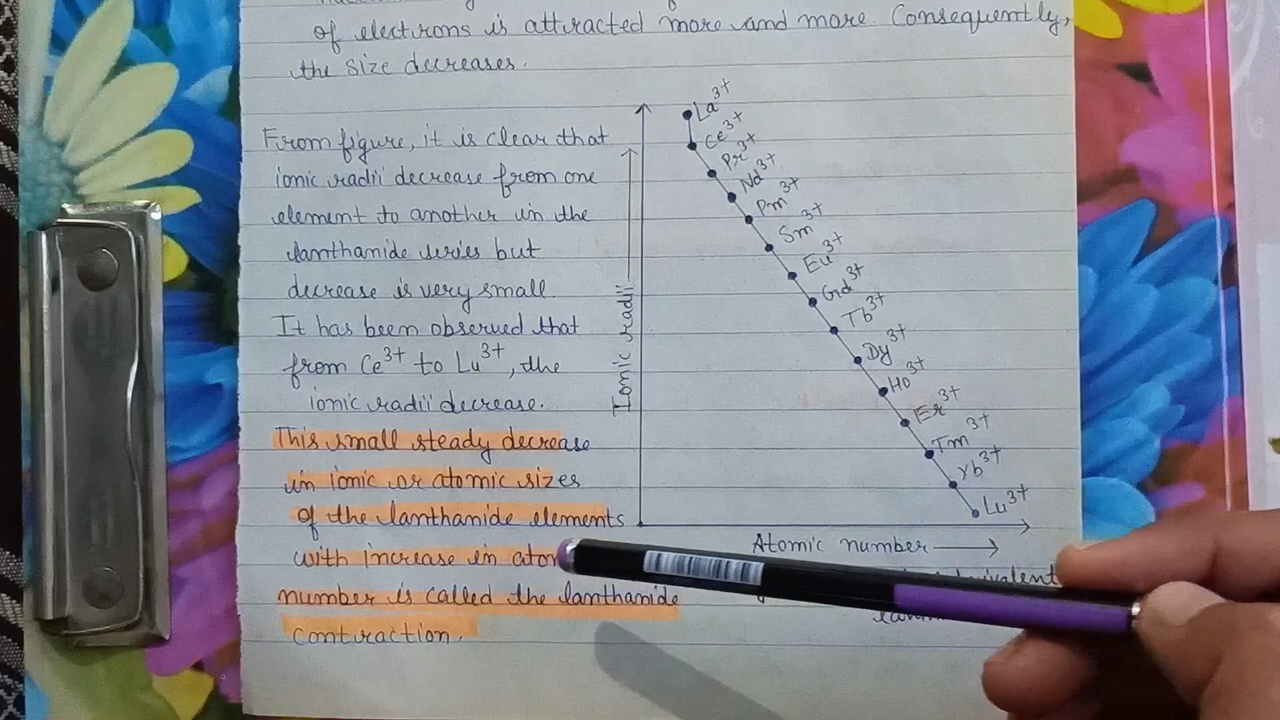 of electrons is attracted more and more. Consequently,
the size decreases.
From figure, it is clear that
ionic radii decrease from one
element to another in the
lanthamide series but
decrease is very small.
It has been observed that
from Ce3+ to Lu3+, the
ionic radii decrease.
This small steady decrease
in ionic or atomic sizes
of the lanthamide elements
with increase in
number is called the lanthamide
contraction.
Ionic radii
La3+
Ce3+
Pr3+
Nd3+
Pm3+
Sm3+
Eu3+
Gd3+
Tb3+
Dy3+
Ho3+
Er3+
Tm3+
Yb3+
Lu3+
Atomic number